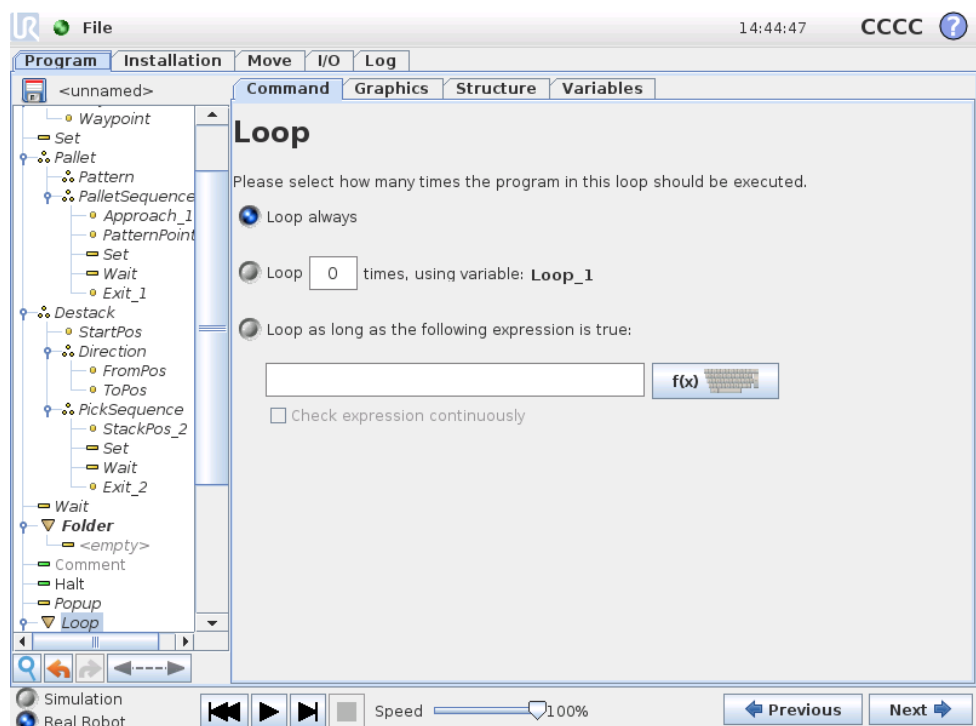 UR File 14:44:47 CCCC ?
Program Installation Move I/O Log
<unnamed>
Command Graphics Structure Variables
Waypoint
Set
Pallet
Pattern
PalletSequence
Approach_1
PatternPoint
Set
Wait
Exit_1
Destack
StartPos
Direction
FromPos
ToPos
PickSequence
StackPos_2
Set
Wait
Exit_2
Wait
Folder
<empty>
Comment
Halt
Popup
Loop
Loop
Please select how many times the program in this loop should be executed.
Loop always
Loop 0 times, using variable: Loop_1
Loop as long as the following expression is true:
f(x)
Check expression continuously
Simulation
Real Robot
Speed 100%
Previous Next